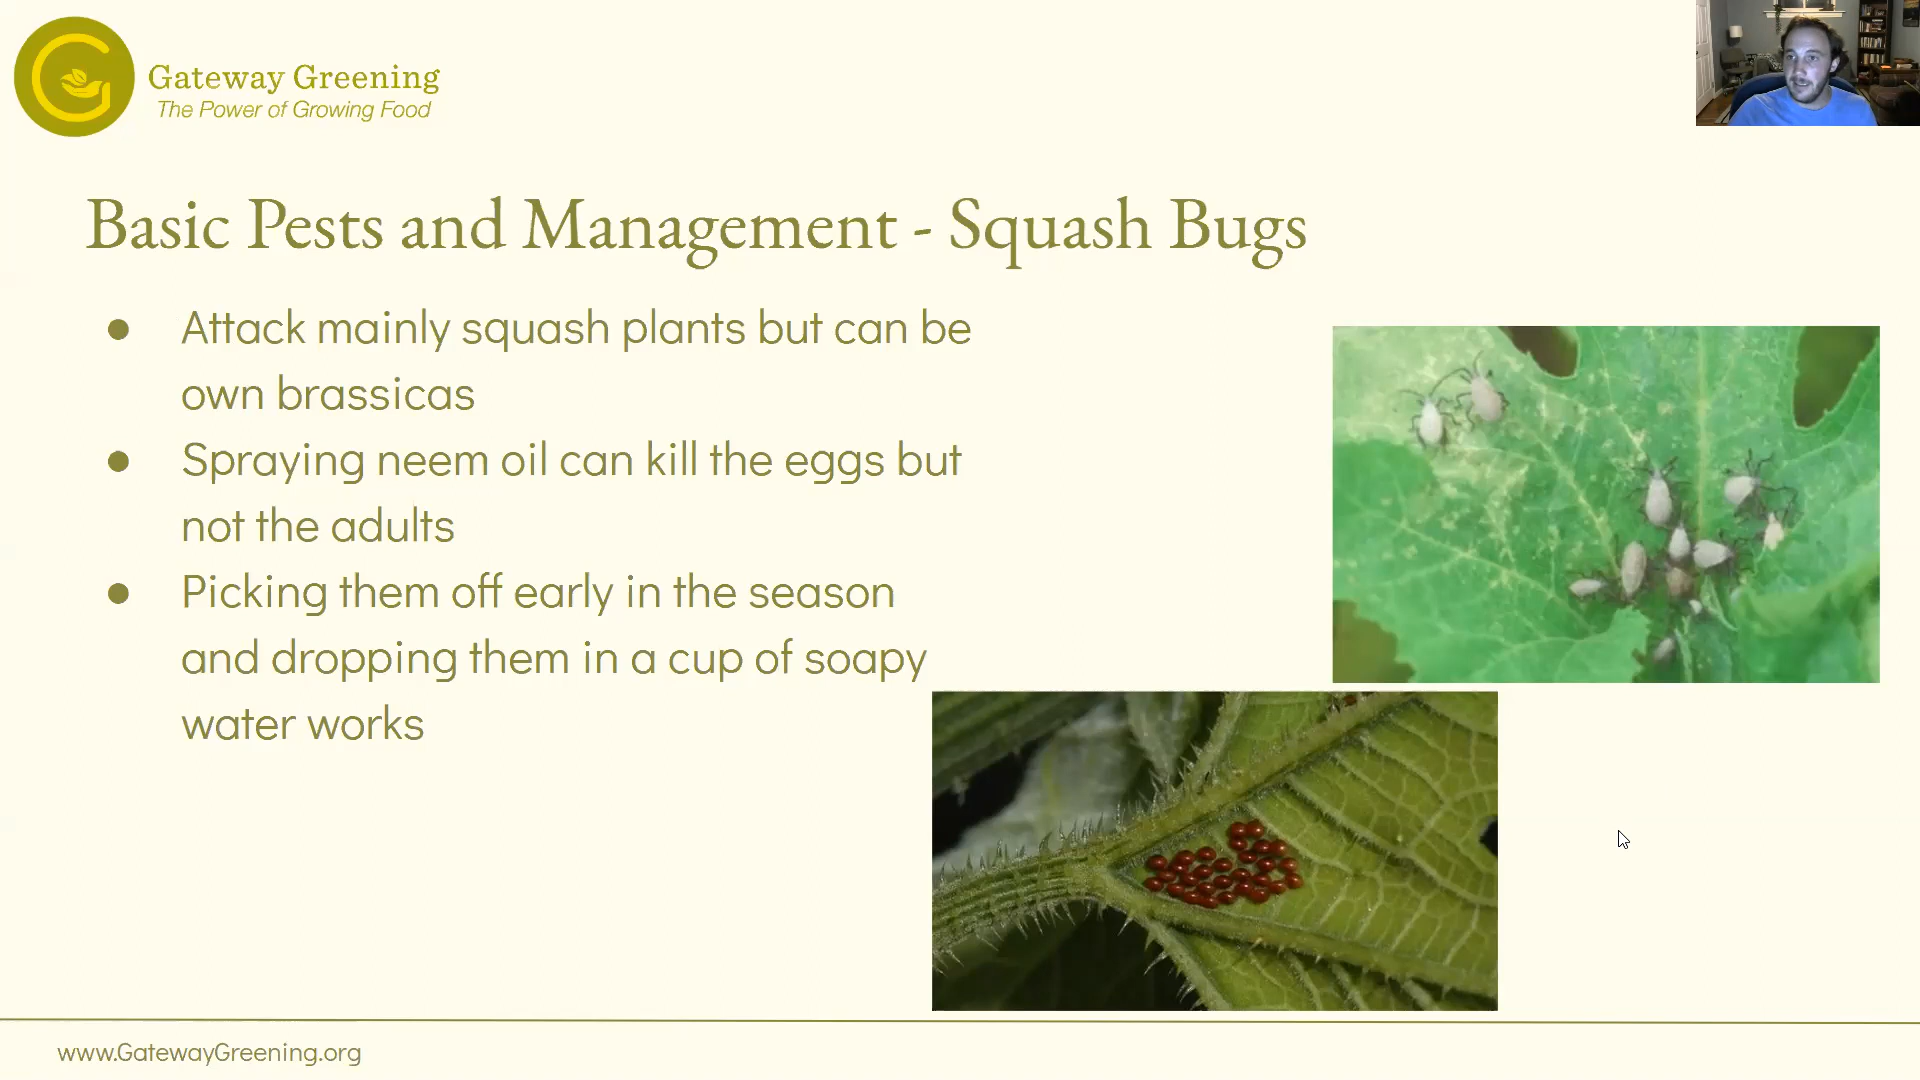 Gateway Greening
The Power of Growing Food
Basic Pests and Management - Squash Bugs
● Attack mainly squash plants but can be
own brassicas
● Spraying neem oil can kill the eggs but
not the adults
● Picking them off early in the season
and dropping them in a cup of soapy
water works
www.GatewayGreening.org